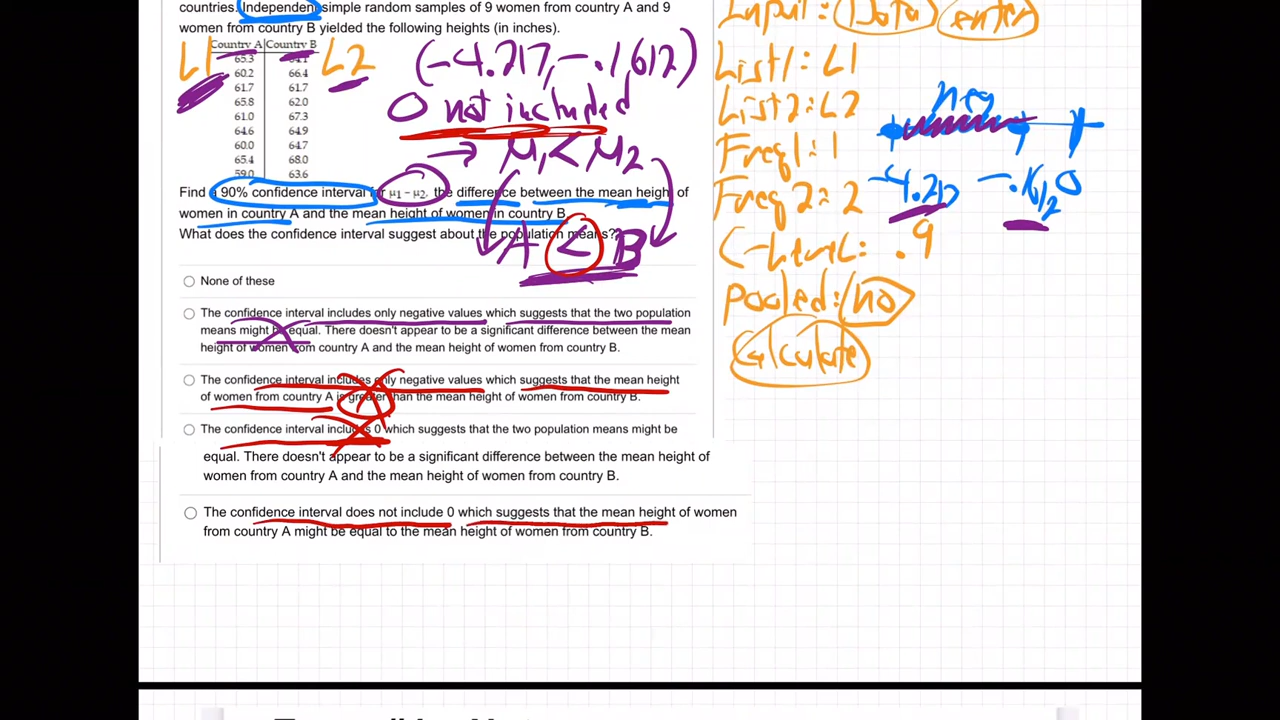 countries. Independent simple random samples of 9 women from country A and 9
women from country B yielded the following heights (in inches).
Country A Country B
L1
L2
65.3 64.1
60.2 66.4
61.7 61.7
65.8 62.0
61.0 67.3
64.6 64.9
60.0 64.7
65.4 68.0
59.0 63.6
(-4.217, -.1612)
0 not included
→ μ1 < μ2
Find a 90% confidence interval for μ1 − μ2, the difference between the mean height of
women in country A and the mean height of women in country B.
What does the confidence interval suggest about the population means??
A < B
None of these
The confidence interval includes only negative values which suggests that the two population
means might be equal. There doesn't appear to be a significant difference between the mean
height of women from country A and the mean height of women from country B.
The confidence interval includes only negative values which suggests that the mean height
of women from country A is greater than the mean height of women from country B.
The confidence interval includes 0 which suggests that the two population means might be
equal. There doesn't appear to be a significant difference between the mean height of
women from country A and the mean height of women from country B.
The confidence interval does not include 0 which suggests that the mean height of women
from country A might be equal to the mean height of women from country B.
Input: Data enter
List1: L1
List2: L2
Freq1: 1
Freq2: 2
C-Level: .9
Pooled: no
Calculate
neg
-4.217 -.1612 0